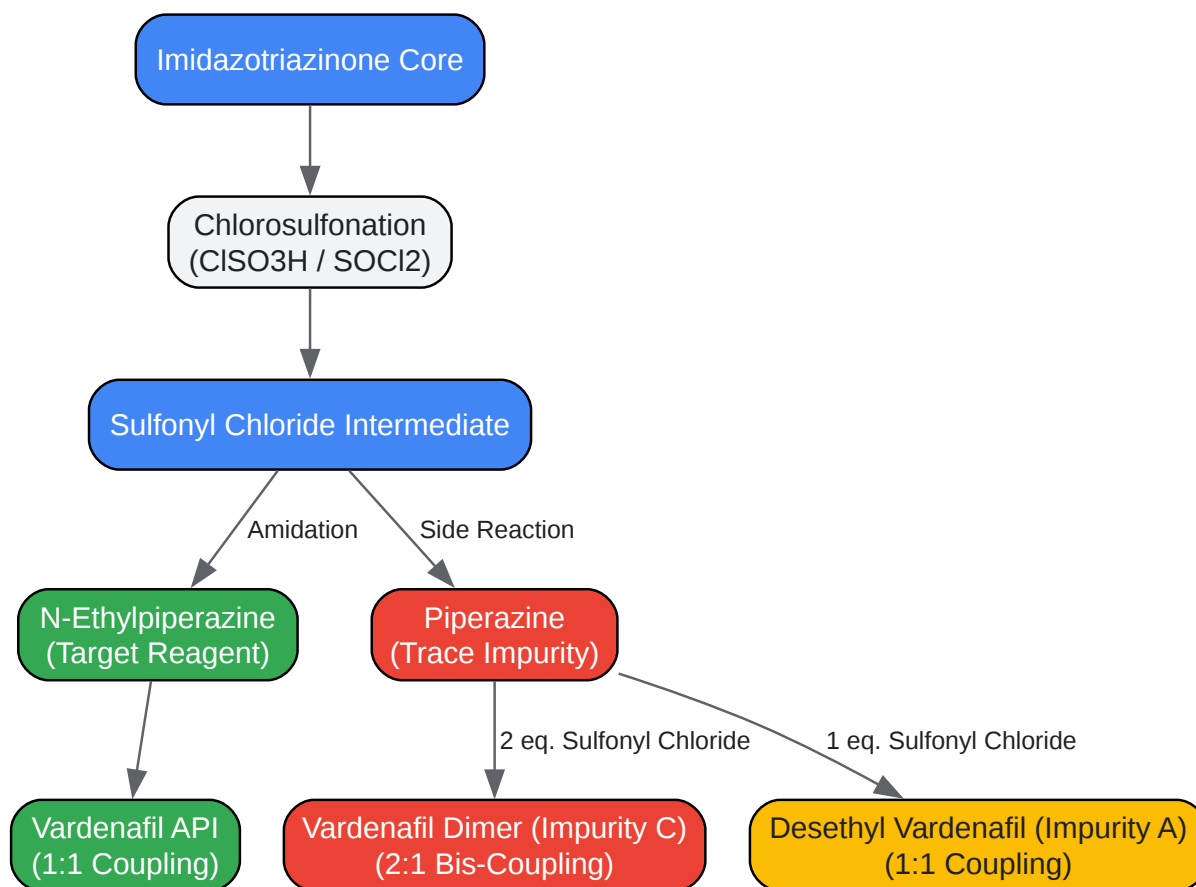 Imidazotriazinone Core
Chlorosulfonation
(ClSO3H / SOCl2)
Sulfonyl Chloride Intermediate
Amidation
Side Reaction
N-Ethylpiperazine
(Target Reagent)
Piperazine
(Trace Impurity)
2 eq. Sulfonyl Chloride
1 eq. Sulfonyl Chloride
Vardenafil API
(1:1 Coupling)
Vardenafil Dimer (Impurity C)
(2:1 Bis-Coupling)
Desethyl Vardenafil (Impurity A)
(1:1 Coupling)